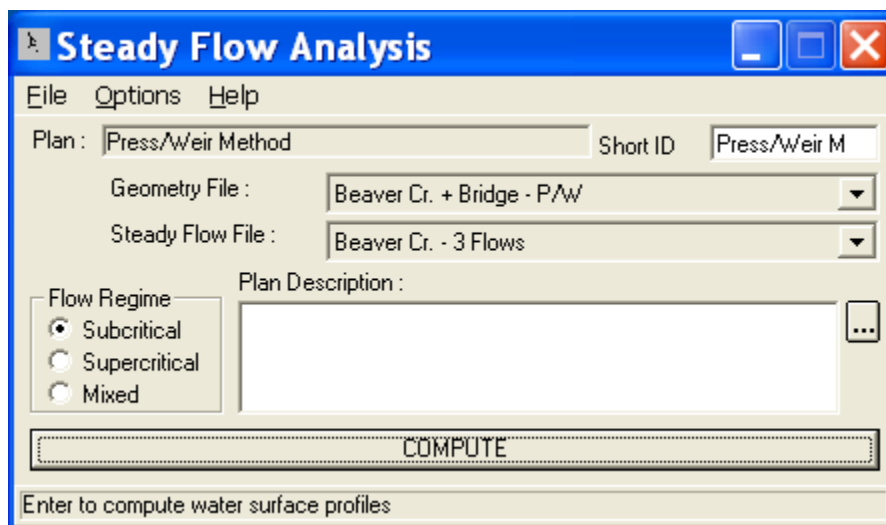 Steady Flow Analysis
File Options Help
Plan : Press/Weir Method Short ID Press/Weir M
Geometry File : Beaver Cr. + Bridge - P/W
Steady Flow File : Beaver Cr. - 3 Flows
Plan Description :
Flow Regime
Subcritical
Supercritical
Mixed
...
COMPUTE
Enter to compute water surface profiles